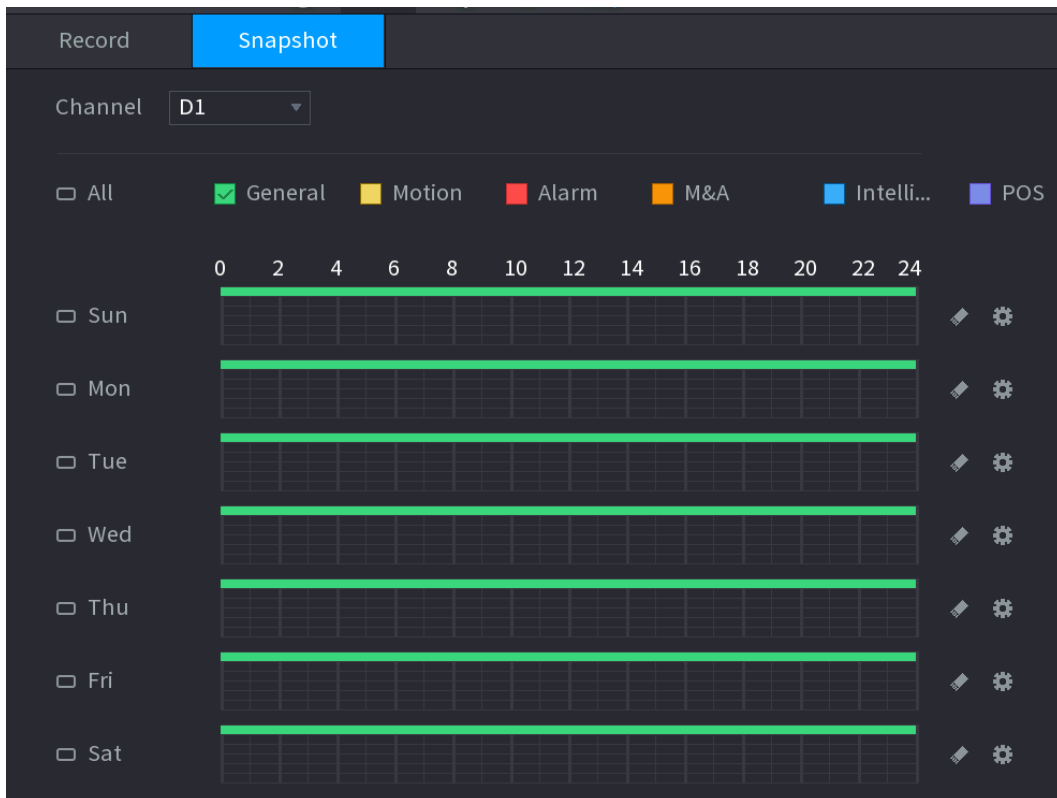 Record Snapshot
Channel D1
All General Motion Alarm M&A Intelli... POS
0 2 4 6 8 10 12 14 16 18 20 22 24
Sun
Mon
Tue
Wed
Thu
Fri
Sat